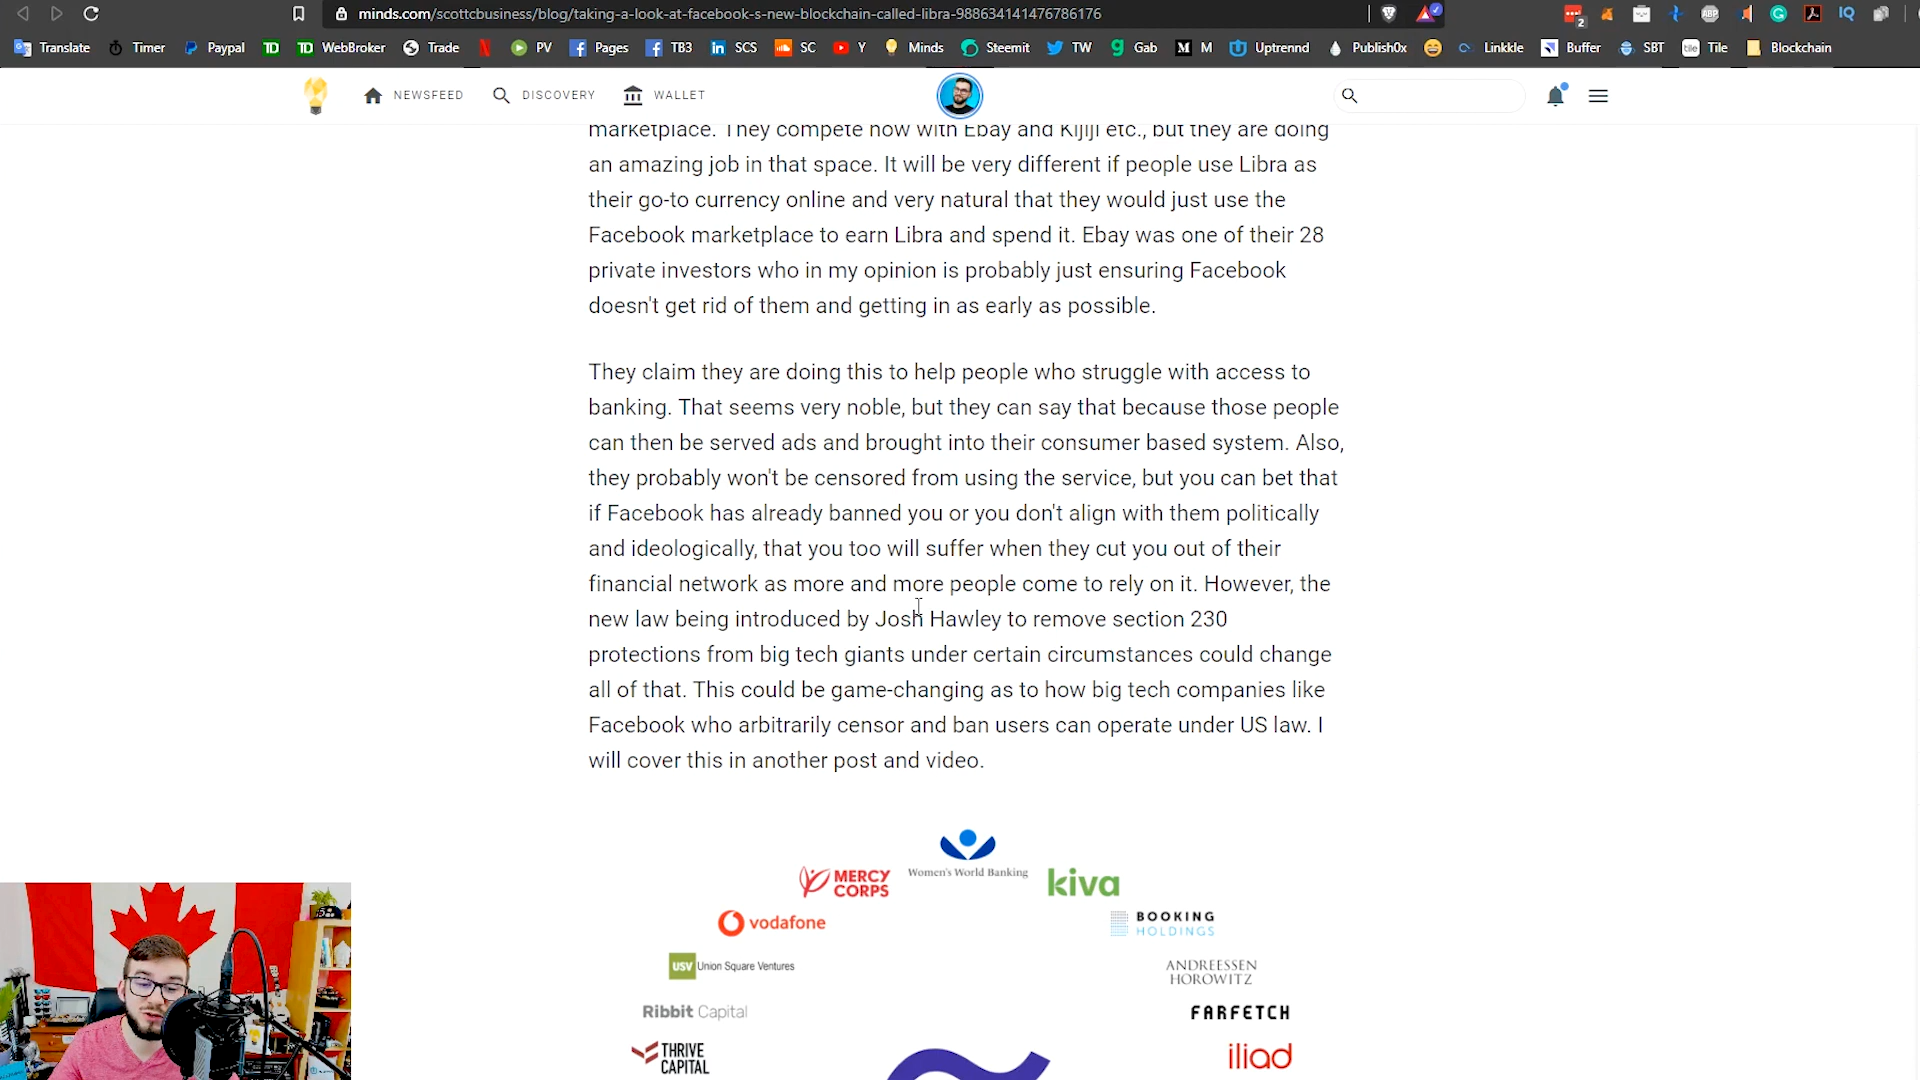 minds.com/scottcbusiness/blog/taking-a-look-at-facebook-s-new-blockchain-called-libra-988634141476786176
2
ABP
IQ
Translate
Timer
Paypal
TD
TD WebBroker
Trade
PV
Pages
TB3
SCS
SC
Y
Minds
Steemit
TW
Gab
M
Uptrennd
Publish0x
Linkkle
Buffer
SBT
tile Tile
Blockchain
NEWSFEED
DISCOVERY
WALLET
marketplace. They compete now with Ebay and Kijiji etc., but they are doing
an amazing job in that space. It will be very different if people use Libra as
their go-to currency online and very natural that they would just use the
Facebook marketplace to earn Libra and spend it. Ebay was one of their 28
private investors who in my opinion is probably just ensuring Facebook
doesn't get rid of them and getting in as early as possible.
They claim they are doing this to help people who struggle with access to
banking. That seems very noble, but they can say that because those people
can then be served ads and brought into their consumer based system. Also,
they probably won't be censored from using the service, but you can bet that
if Facebook has already banned you or you don't align with them politically
and ideologically, that you too will suffer when they cut you out of their
financial network as more and more people come to rely on it. However, the
new law being introduced by Josh Hawley to remove section 230
protections from big tech giants under certain circumstances could change
all of that. This could be game-changing as to how big tech companies like
Facebook who arbitrarily censor and ban users can operate under US law. I
will cover this in another post and video.
Women's World Banking
MERCY
CORPS
kiva
vodafone
BOOKING
HOLDINGS
USV Union Square Ventures
ANDREESSEN
HOROWITZ
Ribbit Capital
FARFETCH
THRIVE
CAPITAL
iliad